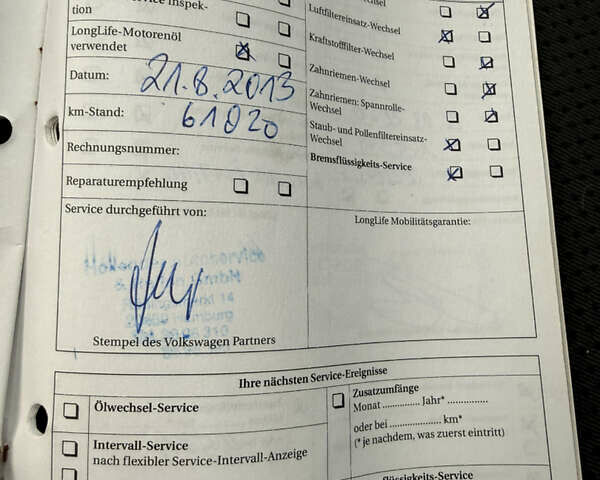 Service Inspek-
tion
LongLife-Motorenöl
verwendet
Datum: 21.8.2013
km-Stand: 61020
Rechnungsnummer:
Reparaturempfehlung
Service durchgeführt von:
Stempel des Volkswagen Partners
Wechsel
Luftfiltereinsatz-Wechsel
Kraftstofffilter-Wechsel
Zahnriemen-Wechsel
Zahnriemen: Spannrolle-
Wechsel
Staub- und Pollenfiltereinsatz-
Wechsel
Bremsflüssigkeits-Service
LongLife Mobilitätsgarantie:
Ihre nächsten Service-Ereignisse
Ölwechsel-Service
Intervall-Service
nach flexibler Service-Intervall-Anzeige
Zusatzumfänge
Monat .............. Jahr* ...............
oder bei .................... km*
(* je nachdem, was zuerst eintritt)